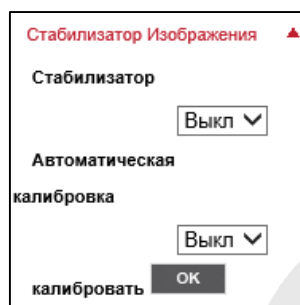 Стабилизатор Изображения
Стабилизатор
Выкл
Автоматическая
калибровка
Выкл
калибровать OK